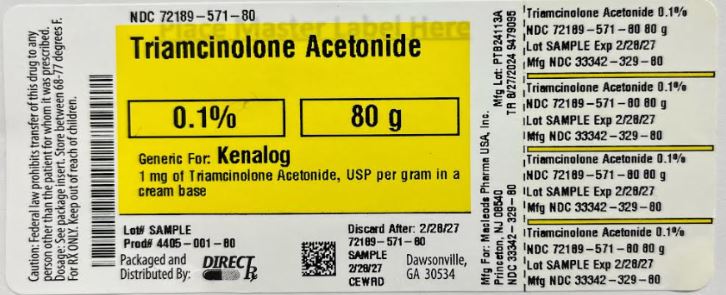 Caution: Federal law prohibits transfer of this drug to any
person other than the patient for whom it was prescribed.
Dosage: See package insert. Store between 68-77 degrees F.
For RX ONLY. Keep out of reach of children.
NDC 72189-571-80
Place Master Label Here
Triamcinolone Acetonide
0.1%
80 g
Generic For: Kenalog
1 mg of Triamcinolone Acetonide, USP per gram in a
cream base
Lot# SAMPLE
Prod# 4405-001-80
Packaged and
Distributed By:
DIRECT Rx
Discard After: 2/28/27
72189-571-80
SAMPLE
2/28/27
CEWRD
Dawsonville,
GA 30534
Mfg For: Macleods Pharma USA, Inc.
Princeton, NJ 08540
NDC 33342-329-80
Mfg Lot: PTB24113A
TR 8/27/2024 9479095
Triamcinolone Acetonide 0.1%
NDC 72189-571-80 80 g
Lot SAMPLE Exp 2/28/27
Mfg NDC 33342-329-80
Triamcinolone Acetonide 0.1%
NDC 72189-571-80 80 g
Lot SAMPLE Exp 2/28/27
Mfg NDC 33342-329-80
Triamcinolone Acetonide 0.1%
NDC 72189-571-80 80 g
Lot SAMPLE Exp 2/28/27
Mfg NDC 33342-329-80
Triamcinolone Acetonide 0.1%
NDC 72189-571-80 80 g
Lot SAMPLE Exp 2/28/27
Mfg NDC 33342-329-80